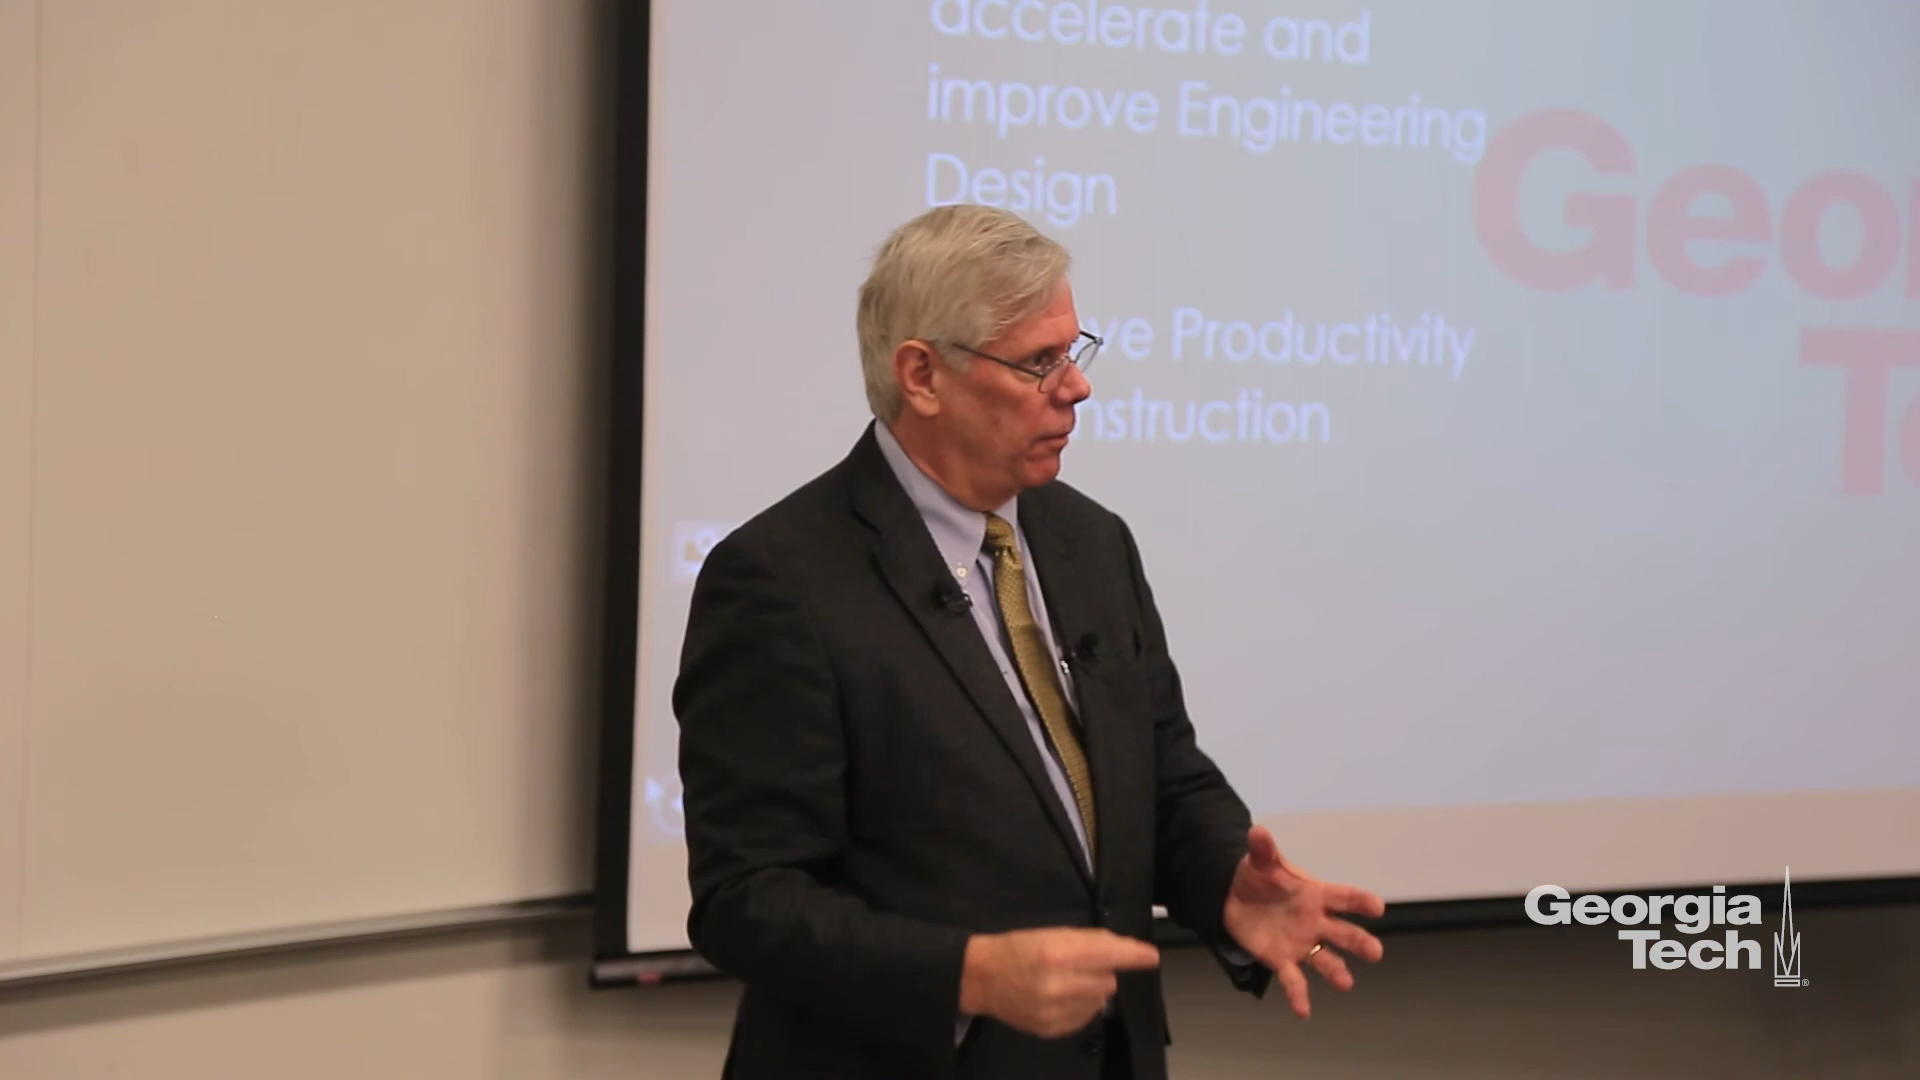 accelerate and
improve Engineering
Design
ve Productivity
nstruction
Geor
Te
Georgia
Tech